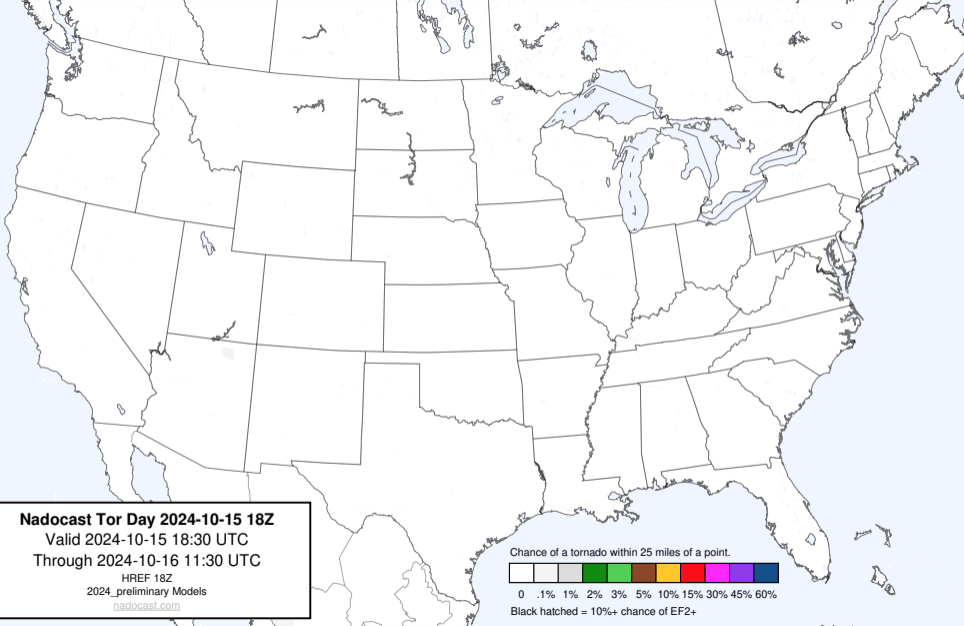 Nadocast Tor Day 2024-10-15 18Z
Valid 2024-10-15 18:30 UTC
Through 2024-10-16 11:30 UTC
HREF 18Z
2024_preliminary Models
nadocast.com
Chance of a tornado within 25 miles of a point.
0 .1% 1% 2% 3% 5% 10% 15% 30% 45% 60%
Black hatched = 10%+ chance of EF2+